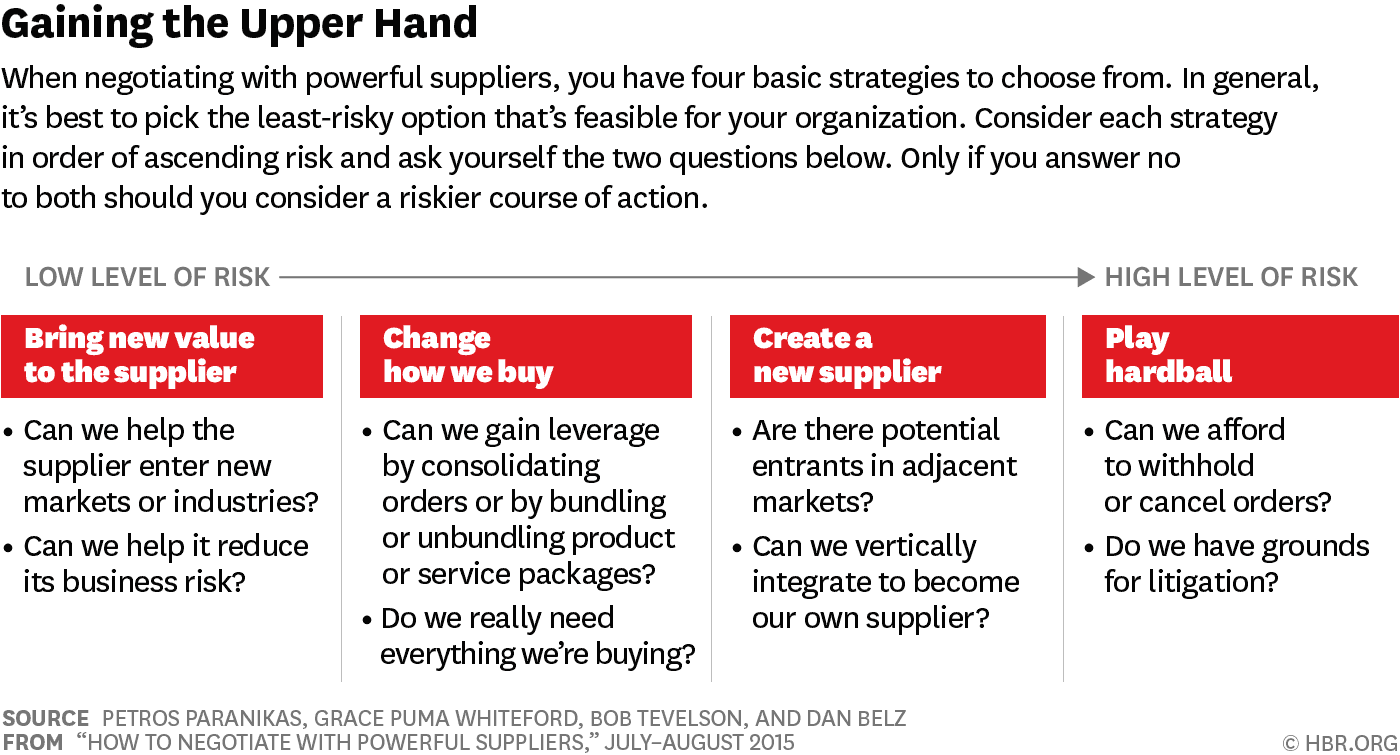 Gaining the Upper Hand
When negotiating with powerful suppliers, you have four basic strategies to choose from. In general,
it’s best to pick the least-risky option that’s feasible for your organization. Consider each strategy
in order of ascending risk and ask yourself the two questions below. Only if you answer no
to both should you consider a riskier course of action.
LOW LEVEL OF RISK
HIGH LEVEL OF RISK
Bring new value
to the supplier
• Can we help the
supplier enter new
markets or industries?
• Can we help it reduce
its business risk?
Change
how we buy
• Can we gain leverage
by consolidating
orders or by bundling
or unbundling product
or service packages?
• Do we really need
everything we’re buying?
Create a
new supplier
• Are there potential
entrants in adjacent
markets?
• Can we vertically
integrate to become
our own supplier?
Play
hardball
• Can we afford
to withhold
or cancel orders?
• Do we have grounds
for litigation?
SOURCE PETROS PARANIKAS, GRACE PUMA WHITEFORD, BOB TEVELSON, AND DAN BELZ
FROM “HOW TO NEGOTIATE WITH POWERFUL SUPPLIERS,” JULY–AUGUST 2015
© HBR.ORG